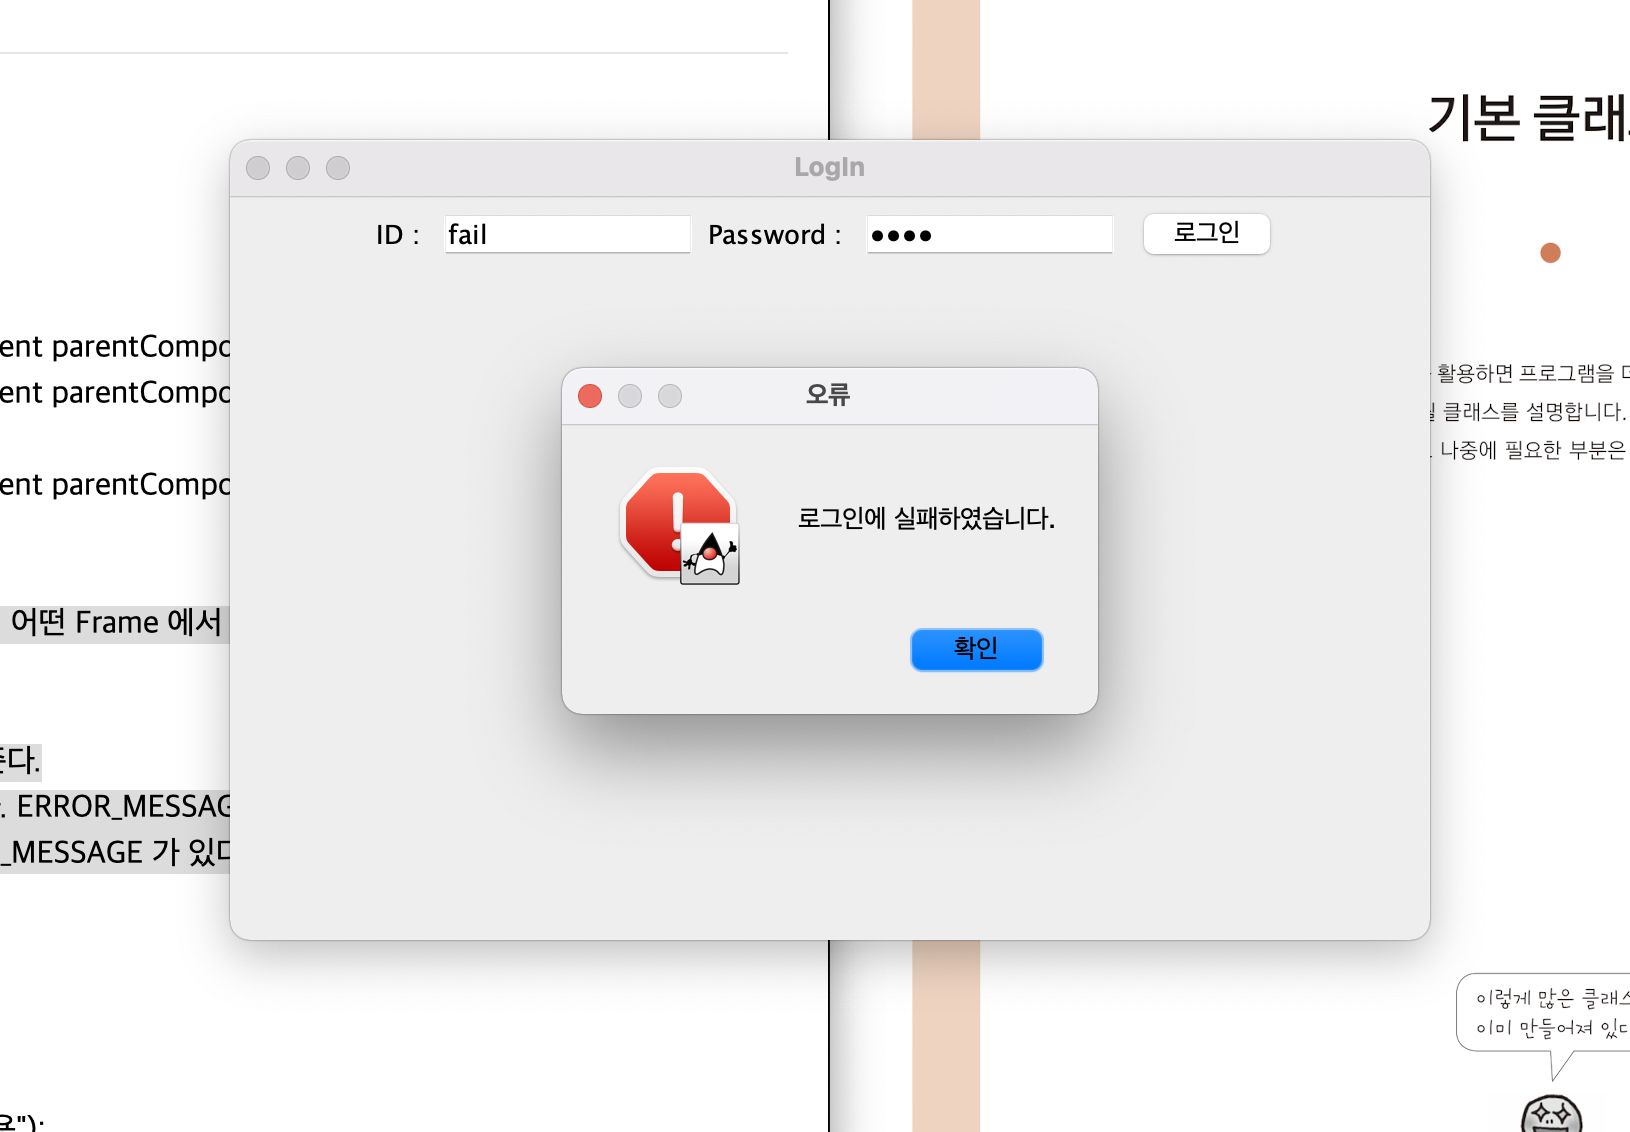 기본 클래
LogIn
ID :
fail
Password :
●●●●
로그인
ent parentCompo
ent parentCompo
ent parentCompo
오류
로그인에 실패하였습니다.
확인
어떤 Frame 에서
다.
. ERROR_MESSAG
_MESSAGE 가 있
활용하면 프로그램을
클래스를 설명합니다.
나중에 필요한 부분은
이렇게 많은 클래스
이미 만들어져 있
");